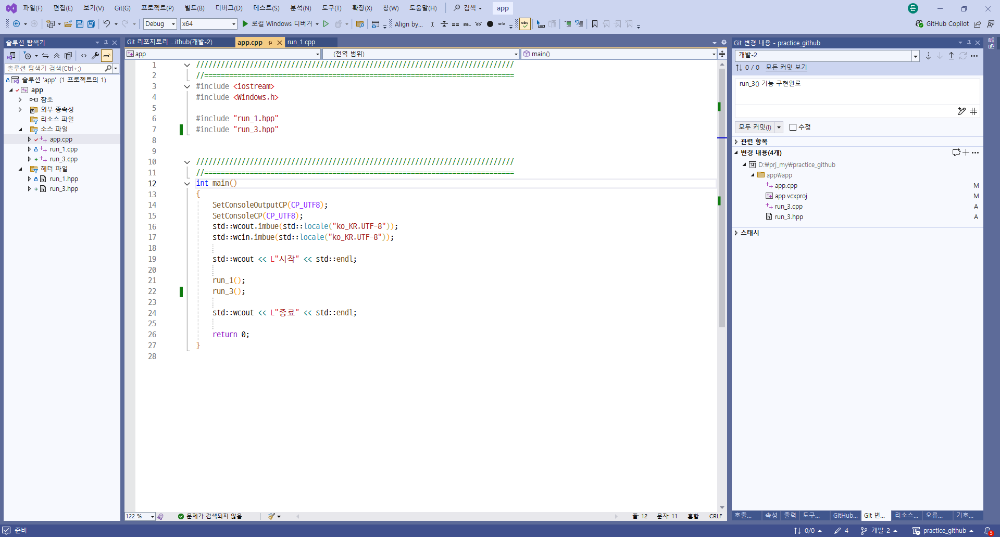 파일(F) 편집(E) 보기(V) Git(G) 프로젝트(P) 빌드(B) 디버그(D) 테스트(S) 분석(N) 도구(T) 확장(X) 창(W) 도움말(H) 검색 app
Debug x64 로컬 Windows 디버거 Align by... GitHub Copilot
솔루션 탐색기
솔루션 탐색기 검색(Ctrl+;)
솔루션 'app' (1 프로젝트의 1)
app
참조
외부 종속성
리소스 파일
소스 파일
app.cpp
run_1.cpp
run_3.cpp
헤더 파일
run_1.hpp
run_3.hpp
Git 리포지토리 ...ithub(개발-2) app.cpp run_1.cpp
app (전역 범위) main()
1 /////////////////////////////////////////////////////////////////////////////
2 //===========================================================================
3 #include <iostream>
4 #include <Windows.h>
5
6 #include "run_1.hpp"
7 #include "run_3.hpp"
8
9
10 /////////////////////////////////////////////////////////////////////////////
11 //===========================================================================
12 int main()
13 {
14 SetConsoleOutputCP(CP_UTF8);
15 SetConsoleCP(CP_UTF8);
16 std::wcout.imbue(std::locale("ko_KR.UTF-8"));
17 std::wcin.imbue(std::locale("ko_KR.UTF-8"));
18
19 std::wcout << L"시작" << std::endl;
20
21 run_1();
22 run_3();
23
24 std::wcout << L"종료" << std::endl;
25
26 return 0;
27 }
28
122 % 문제가 검색되지 않음 줄: 12 문자: 11 혼합 CRLF
Git 변경 내용 - practice_github
개발-2
0 / 0 모든 커밋 보기
run_3() 기능 구현완료
모두 커밋(I) 수정
관련 항목
변경 내용(4개)
D:₩prj_my₩practice_github
app₩app
app.cpp M
app.vcxproj M
run_3.cpp A
run_3.hpp A
스태시
호출... 속성 출력 도구... GitHub... Git 변... 리소스... 오류... 기호...
알림
준비 0/0 4 개발-2 practice_github 3